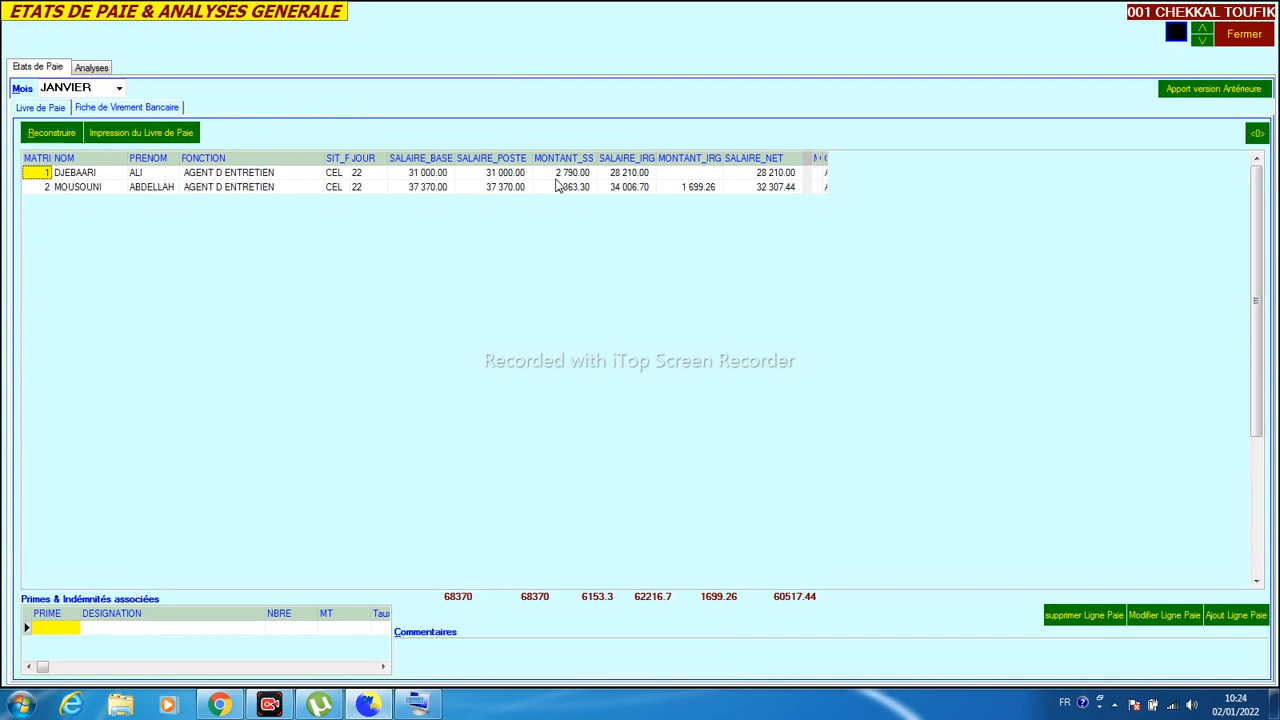 ETATS DE PAIE & ANALYSES GENERALE
001 CHEKKAL TOUFIK
Fermer
Etats de Paie Analyses
Mois JANVIER
Apport version Antérieure
Livre de Paie Fiche de Virement Bancaire
Reconstruire Impression du Livre de Paie <0>
MATRI NOM PRENOM FONCTION SIT_F JOUR SALAIRE_BASE SALAIRE_POSTE MONTANT_SS SALAIRE_IRG MONTANT_IRG SALAIRE_NET
1 DJEBAARI ALI AGENT D ENTRETIEN CEL 22 31 000.00 31 000.00 2 790.00 28 210.00 28 210.00
2 MOUSOUNI ABDELLAH AGENT D ENTRETIEN CEL 22 37 370.00 37 370.00 363.30 34 006.70 1 699.26 32 307.44
Recorded with iTop Screen Recorder
Primes & Indémnités associées 68370 68370 6153.3 62216.7 1699.26 60517.44
PRIME DESIGNATION NBRE MT Taux
supprimer Ligne Paie Modifier Ligne Paie Ajout Ligne Paie
Commentaires
FR 10:24
02/01/2022